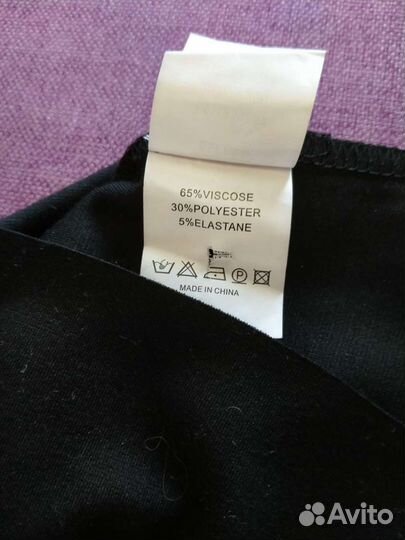 65%VISCOSE
30%POLYESTER
5%ELASTANE
MADE IN CHINA
Avito